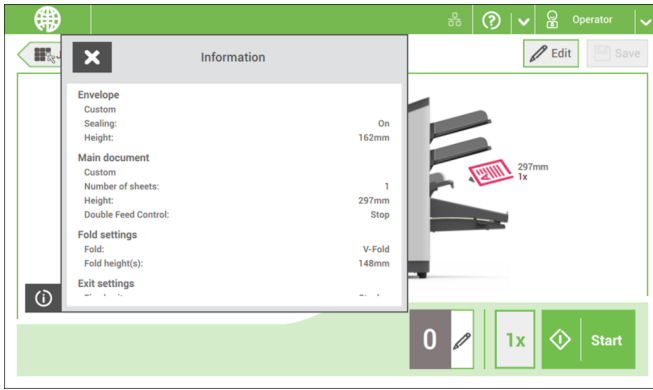 Operator
J
Information
Edit
Save
Envelope
Custom
Sealing: On
Height: 162mm
Main document
Custom
Number of sheets: 1
Height: 297mm
Double Feed Control: Stop
Fold settings
Fold: V-Fold
Fold height(s): 148mm
Exit settings
297mm
1x
0
1x
Start